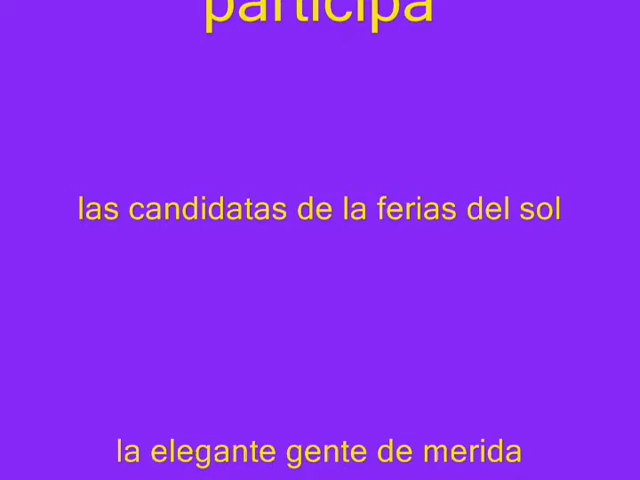 participa
las candidatas de la ferias del sol
la elegante gente de merida